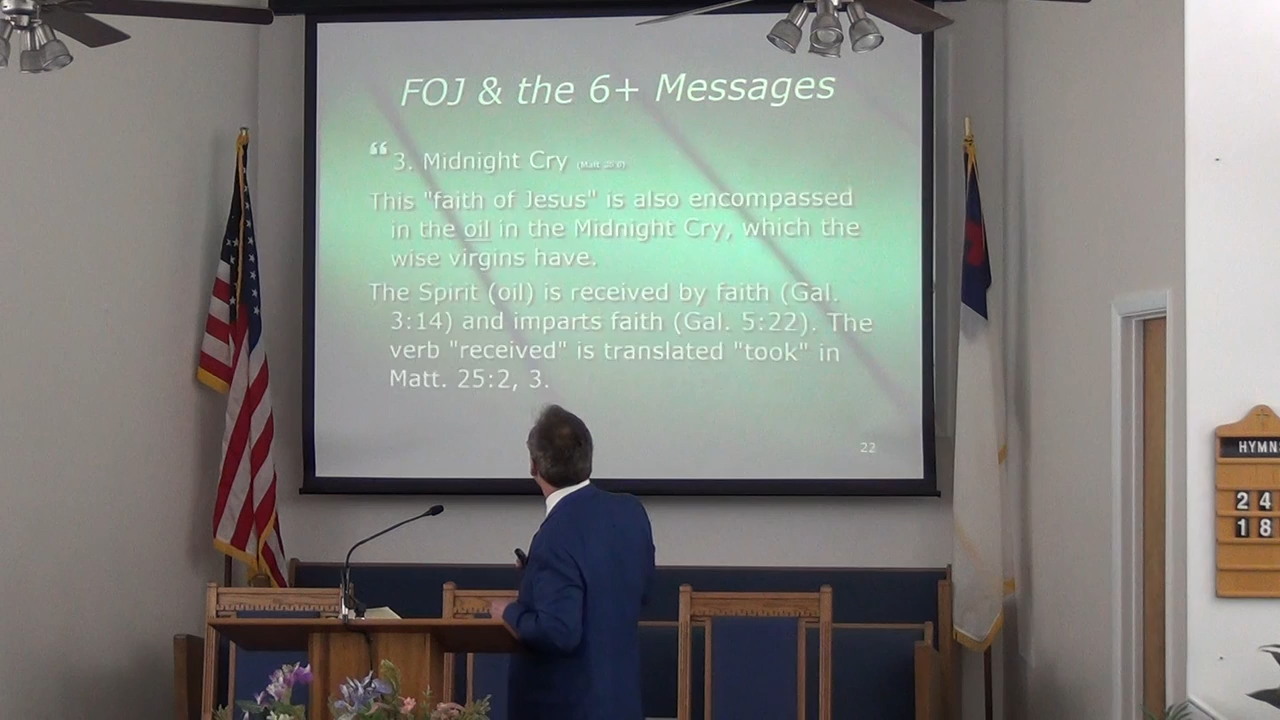 FOJ & the 6+ Messages
“ 3. Midnight Cry (Matt. 25:6)
This "faith of Jesus" is also encompassed
in the oil in the Midnight Cry, which the
wise virgins have.
The Spirit (oil) is received by faith (Gal.
3:14) and imparts faith (Gal. 5:22). The
verb "received" is translated "took" in
Matt. 25:2, 3.
22
HYMN
24
18